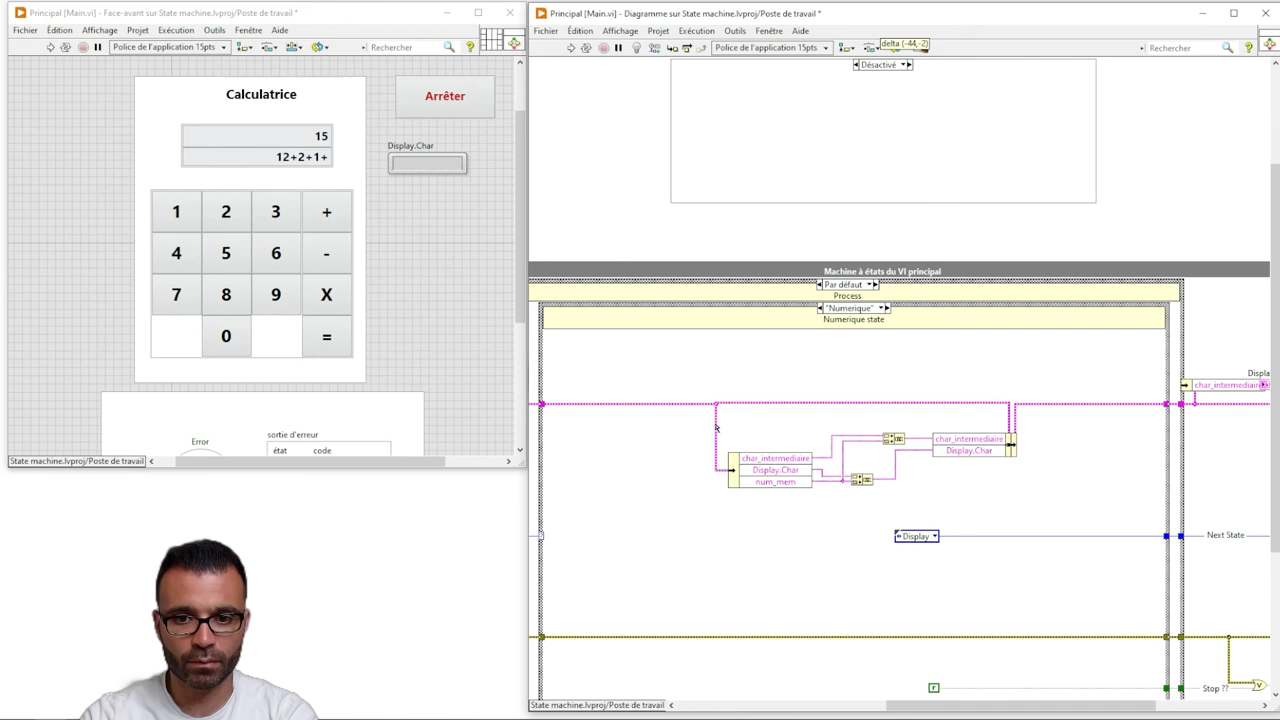 Principal [Main.vi] - Face-avant sur State machine.lvproj/Poste de travail *
Fichier Édition Affichage Projet Exécution Outils Fenêtre Aide
Police de l'application 15pts
Rechercher
Calculatrice
15
12+2+1+
1 2 3 +
4 5 6 -
7 8 9 X
0 =
Arrêter
Display.Char
Error
sortie d'erreur
état code
State machine.lvproj/Poste de travail
Principal [Main.vi] - Diagramme sur State machine.lvproj/Poste de travail *
Fichier Édition Affichage Projet Exécution Outils Fenêtre Aide
delta (-44,-2)
Police de l'application 15pts
Rechercher
Désactivé
Machine à états du VI principal
Par défaut
Process
"Numerique"
Numerique state
Displa
char_intermediaire
char_intermediaire
Display.Char
char_intermediaire
Display.Char
num_mem
Display
Next State
Stop ??
State machine.lvproj/Poste de travail